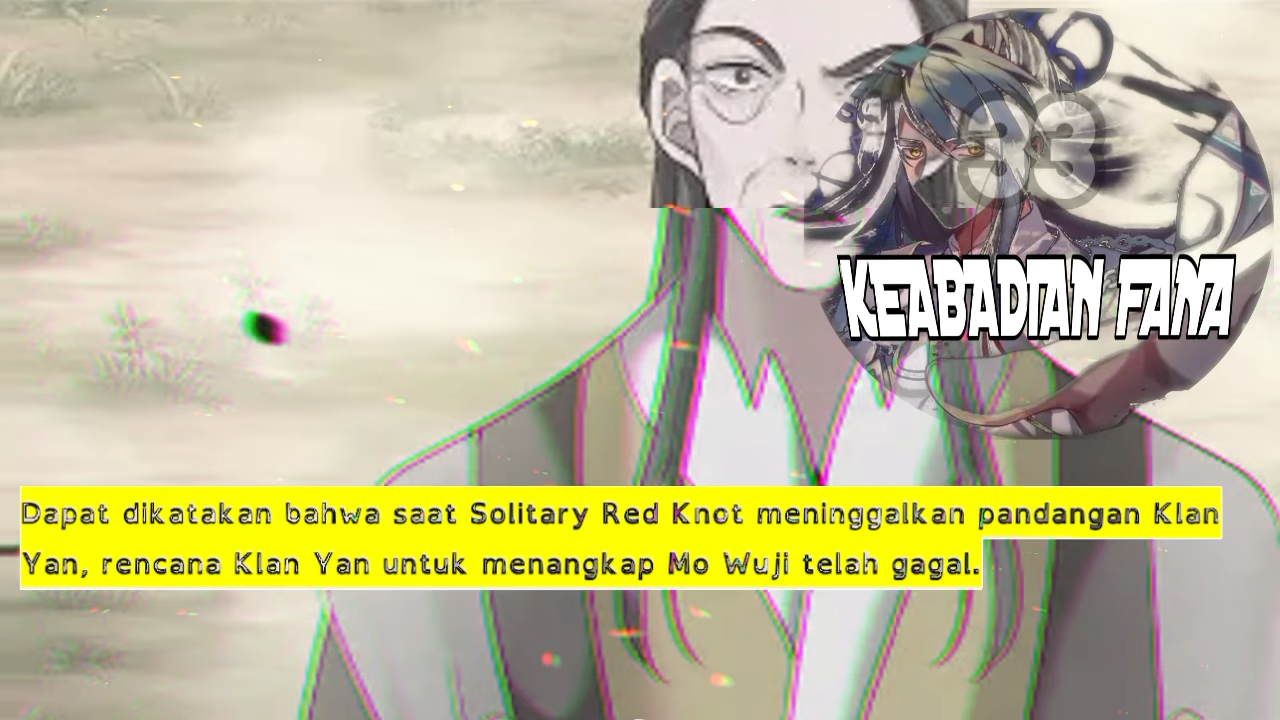 33
KEABADIAN FANA
Dapat dikatakan bahwa saat Solitary Red Knot meninggalkan pandangan Klan
Yan, rencana Klan Yan untuk menangkap Mo Wuji telah gagal.